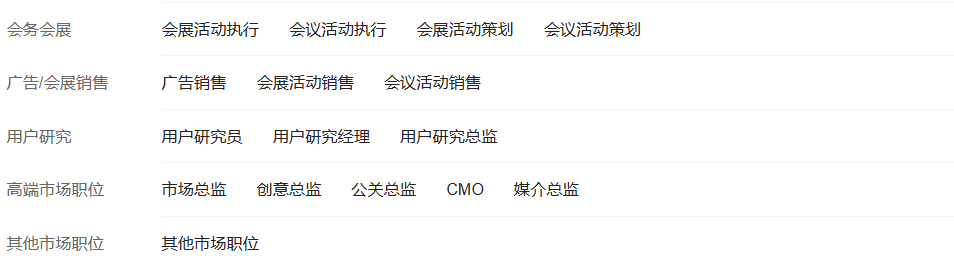 会务会展 会展活动执行 会议活动执行 会展活动策划 会议活动策划
广告/会展销售 广告销售 会展活动销售 会议活动销售
用户研究 用户研究员 用户研究经理 用户研究总监
高端市场职位 市场总监 创意总监 公关总监 CMO 媒介总监
其他市场职位 其他市场职位